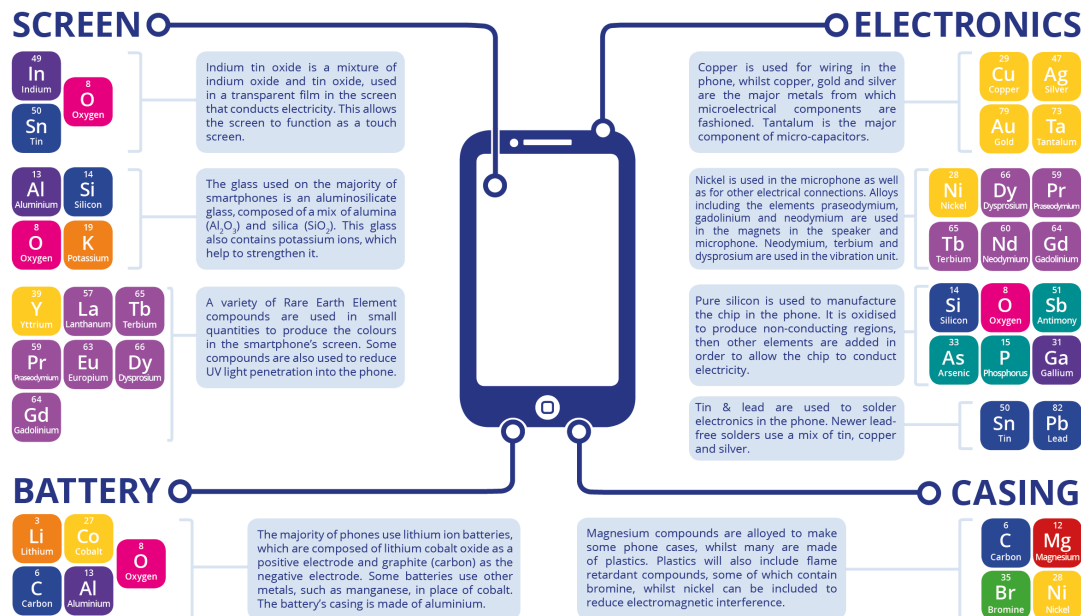 SCREEN
49
In
Indium
8
O
Oxygen
50
Sn
Tin
Indium tin oxide is a mixture of
indium oxide and tin oxide, used
in a transparent film in the screen
that conducts electricity. This allows
the screen to function as a touch
screen.
13
Al
Aluminium
14
Si
Silicon
8
O
Oxygen
19
K
Potassium
The glass used on the majority of
smartphones is an aluminosilicate
glass, composed of a mix of alumina
(Al₂O₃) and silica (SiO₂). This glass
also contains potassium ions, which
help to strengthen it.
39
Y
Yttrium
57
La
Lanthanum
65
Tb
Terbium
59
Pr
Praseodymium
63
Eu
Europium
66
Dy
Dysprosium
64
Gd
Gadolinium
A variety of Rare Earth Element
compounds are used in small
quantities to produce the colours
in the smartphone's screen. Some
compounds are also used to reduce
UV light penetration into the phone.
ELECTRONICS
Copper is used for wiring in the
phone, whilst copper, gold and silver
are the major metals from which
microelectrical components are
fashioned. Tantalum is the major
component of micro-capacitors.
29
Cu
Copper
47
Ag
Silver
79
Au
Gold
73
Ta
Tantalum
Nickel is used in the microphone as well
as for other electrical connections. Alloys
including the elements praseodymium,
gadolinium and neodymium are used
in the magnets in the speaker and
microphone. Neodymium, terbium and
dysprosium are used in the vibration unit.
28
Ni
Nickel
66
Dy
Dysprosium
59
Pr
Praseodymium
65
Tb
Terbium
60
Nd
Neodymium
64
Gd
Gadolinium
Pure silicon is used to manufacture
the chip in the phone. It is oxidised
to produce non-conducting regions,
then other elements are added in
order to allow the chip to conduct
electricity.
14
Si
Silicon
8
O
Oxygen
51
Sb
Antimony
33
As
Arsenic
15
P
Phosphorus
31
Ga
Gallium
Tin & lead are used to solder
electronics in the phone. Newer lead-
free solders use a mix of tin, copper
and silver.
50
Sn
Tin
82
Pb
Lead
BATTERY
3
Li
Lithium
27
Co
Cobalt
8
O
Oxygen
6
C
Carbon
13
Al
Aluminium
The majority of phones use lithium ion batteries,
which are composed of lithium cobalt oxide as a
positive electrode and graphite (carbon) as the
negative electrode. Some batteries use other
metals, such as manganese, in place of cobalt.
The battery's casing is made of aluminium.
CASING
Magnesium compounds are alloyed to make
some phone cases, whilst many are made
of plastics. Plastics will also include flame
retardant compounds, some of which contain
bromine, whilst nickel can be included to
reduce electromagnetic interference.
6
C
Carbon
12
Mg
Magnesium
35
Br
Bromine
28
Ni
Nickel